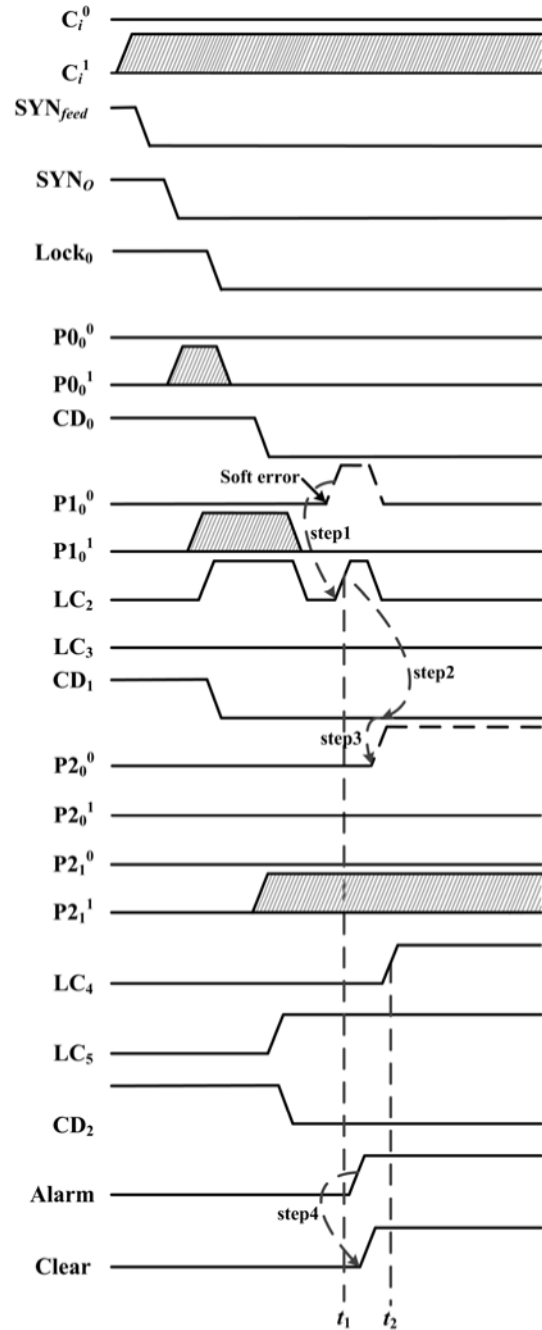 C_i^0
C_i^1
SYN_feed
SYN_O
Lock_0
P0_0^0
P0_0^1
CD_0
Soft error
P1_0^0
step1
P1_0^1
LC_2
LC_3
step2
CD_1
step3
P2_0^0
P2_0^1
P2_1^0
P2_1^1
LC_4
LC_5
CD_2
Alarm
step4
Clear
t_1 t_2